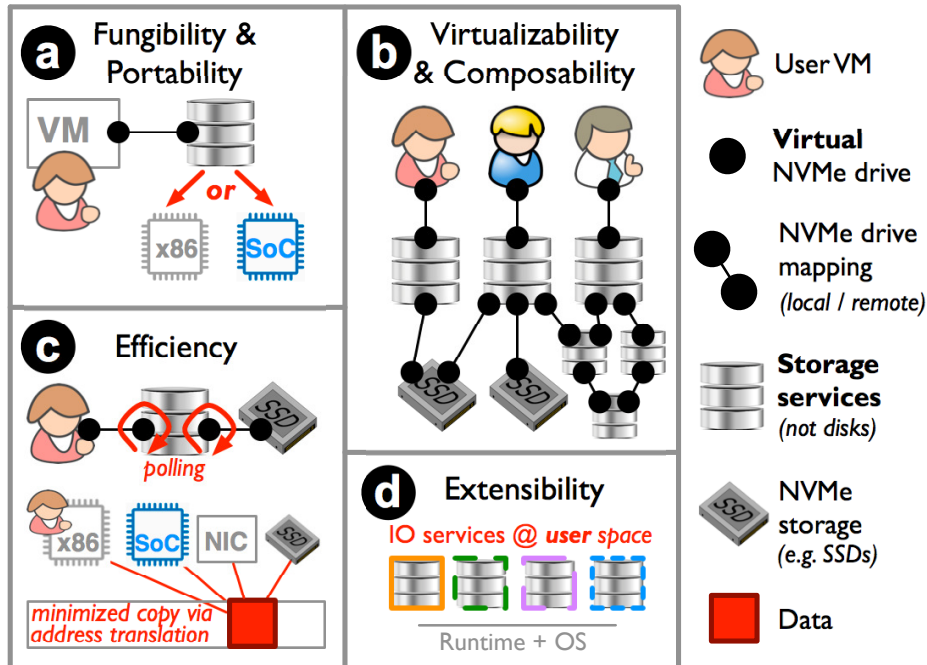 a
Fungibility &
Portability
VM
or
x86
SoC
b
Virtualizability
& Composability
SSD
SSD
c
Efficiency
SSD
polling
x86
SoC
NIC
SSD
minimized copy via
address translation
d
Extensibility
IO services @ user space
Runtime + OS
User VM
Virtual
NVMe drive
NVMe drive
mapping
(local / remote)
Storage
services
(not disks)
SSD
NVMe
storage
(e.g. SSDs)
Data